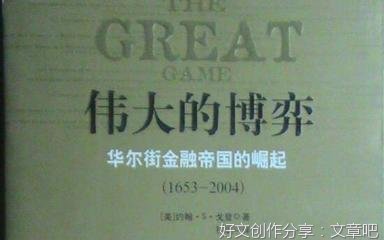 THE
GREAT
GAME
伟大的博弈
华尔街金融帝国的崛起
(1653-2004)
[美]约翰·S·戈登◎著
好文创作分享：文章吧